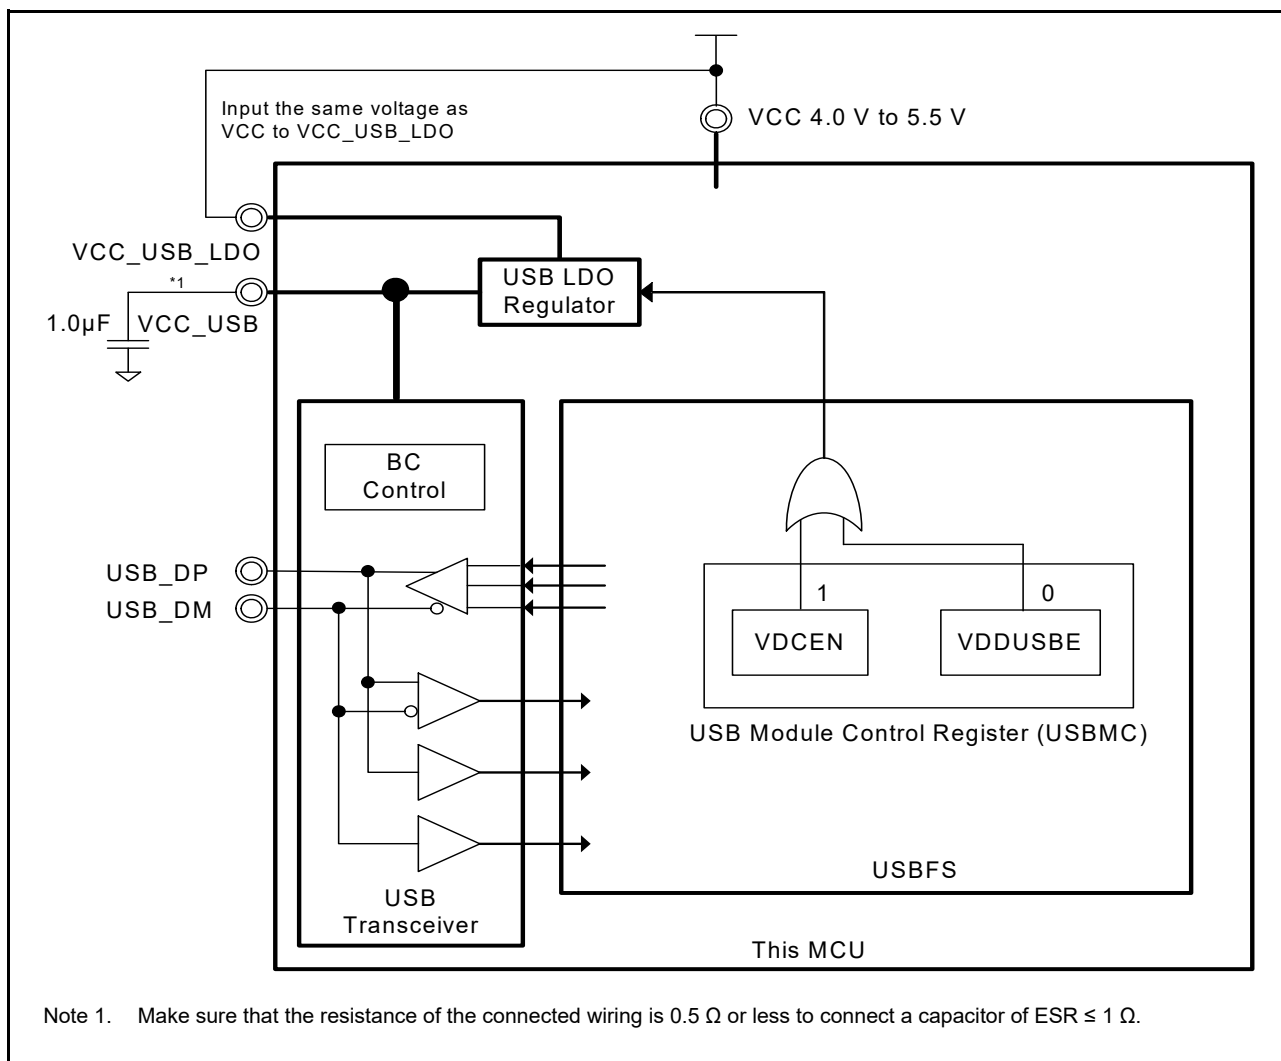 Input the same voltage as
VCC to VCC_USB_LDO
VCC 4.0 V to 5.5 V
VCC_USB_LDO
USB LDO
Regulator
*1
1.0µF
VCC_USB
BC
Control
USB_DP
USB_DM
1
0
VDCEN
VDDUSBE
USB Module Control Register (USBMC)
USBFS
USB
Transceiver
This MCU
Note 1. Make sure that the resistance of the connected wiring is 0.5 Ω or less to connect a capacitor of ESR ≤ 1 Ω.